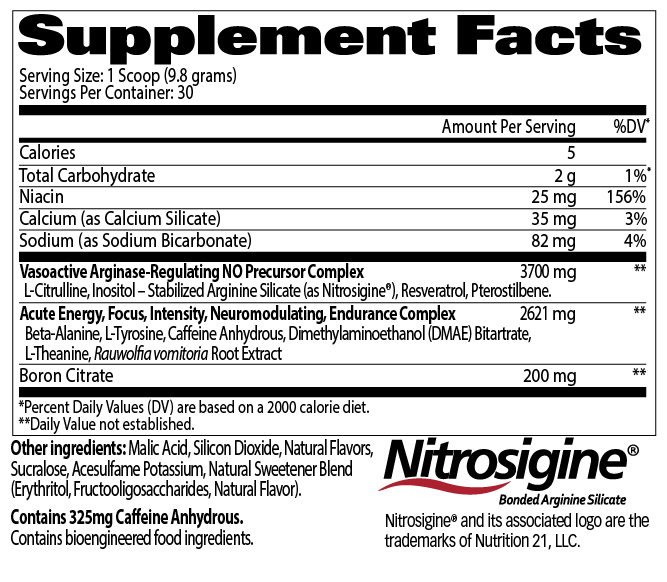 Supplement Facts
Serving Size: 1 Scoop (9.8 grams)
Servings Per Container: 30
Amount Per Serving %DV*
Calories 5
Total Carbohydrate 2 g 1%*
Niacin 25 mg 156%
Calcium (as Calcium Silicate) 35 mg 3%
Sodium (as Sodium Bicarbonate) 82 mg 4%
Vasoactive Arginase-Regulating NO Precursor Complex 3700 mg **
L-Citrulline, Inositol – Stabilized Arginine Silicate (as Nitrosigine®), Resveratrol, Pterostilbene.
Acute Energy, Focus, Intensity, Neuromodulating, Endurance Complex 2621 mg **
Beta-Alanine, L-Tyrosine, Caffeine Anhydrous, Dimethylaminoethanol (DMAE) Bitartrate,
L-Theanine, Rauwolfia vomitoria Root Extract
Boron Citrate 200 mg **
*Percent Daily Values (DV) are based on a 2000 calorie diet.
**Daily Value not established.
Other ingredients: Malic Acid, Silicon Dioxide, Natural Flavors,
Sucralose, Acesulfame Potassium, Natural Sweetener Blend
(Erythritol, Fructooligosaccharides, Natural Flavor).
Contains 325mg Caffeine Anhydrous.
Contains bioengineered food ingredients.
Nitrosigine®
Bonded Arginine Silicate
Nitrosigine® and its associated logo are the
trademarks of Nutrition 21, LLC.